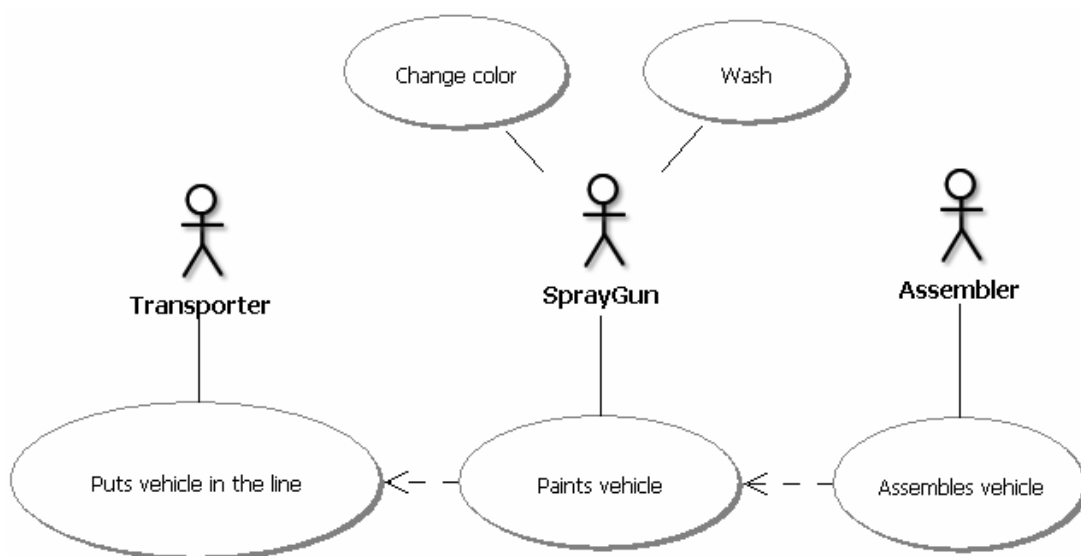 Change color
Wash
Transporter
SprayGun
Assembler
Puts vehicle in the line
Paints vehicle
Assembles vehicle